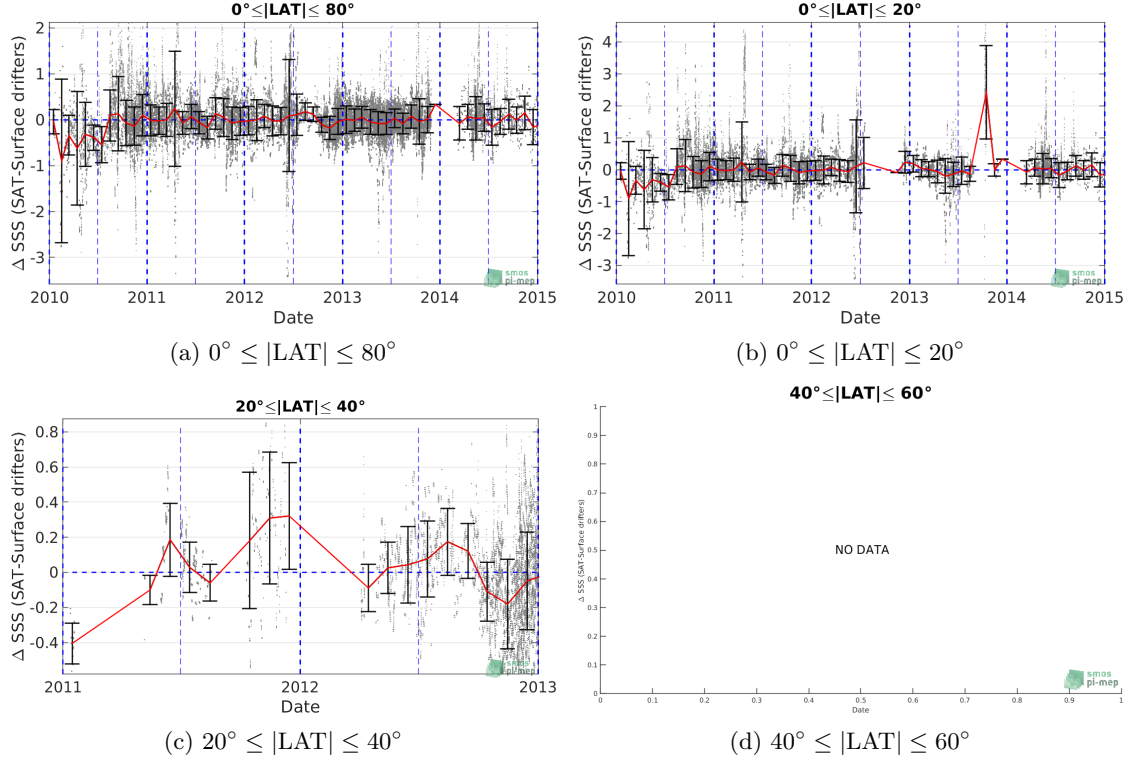 0°≤|LAT|≤ 80°
Δ SSS (SAT-Surface drifters)
2
1
0
-1
-2
-3
2010 2011 2012 2013 2014 2015
Date
smos
pi-mep
(a) 0° ≤ |LAT| ≤ 80°
0°≤|LAT|≤ 20°
Δ SSS (SAT-Surface drifters)
4
3
2
1
0
-1
-2
-3
2010 2011 2012 2013 2014 2015
Date
smos
pi-mep
(b) 0° ≤ |LAT| ≤ 20°
20°≤|LAT|≤ 40°
Δ SSS (SAT-Surface drifters)
0.8
0.6
0.4
0.2
0
-0.2
-0.4
2011 2012 2013
Date
smos
pi-mep
(c) 20° ≤ |LAT| ≤ 40°
40°≤|LAT|≤ 60°
Δ SSS (SAT-Surface drifters)
1
0.9
0.8
0.7
0.6
0.5
0.4
0.3
0.2
0.1
0
NO DATA
0 0.1 0.2 0.3 0.4 0.5 0.6 0.7 0.8 0.9 1
Date
smos
pi-mep
(d) 40° ≤ |LAT| ≤ 60°